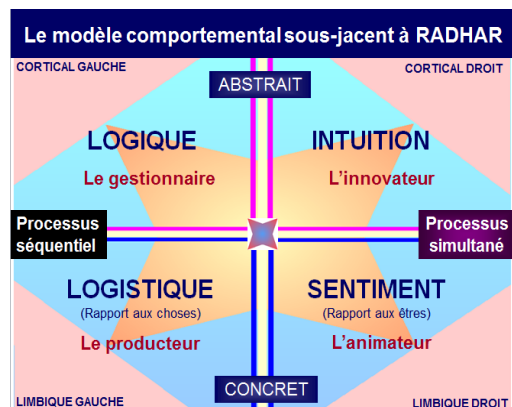 Le modèle comportemental sous-jacent à RADHAR
CORTICAL GAUCHE
CORTICAL DROIT
ABSTRAIT
LOGIQUE
INTUITION
Le gestionnaire
L'innovateur
Processus
séquentiel
Processus
simultané
LOGISTIQUE
SENTIMENT
(Rapport aux choses)
(Rapport aux êtres)
Le producteur
L'animateur
CONCRET
LIMBIQUE GAUCHE
LIMBIQUE DROIT